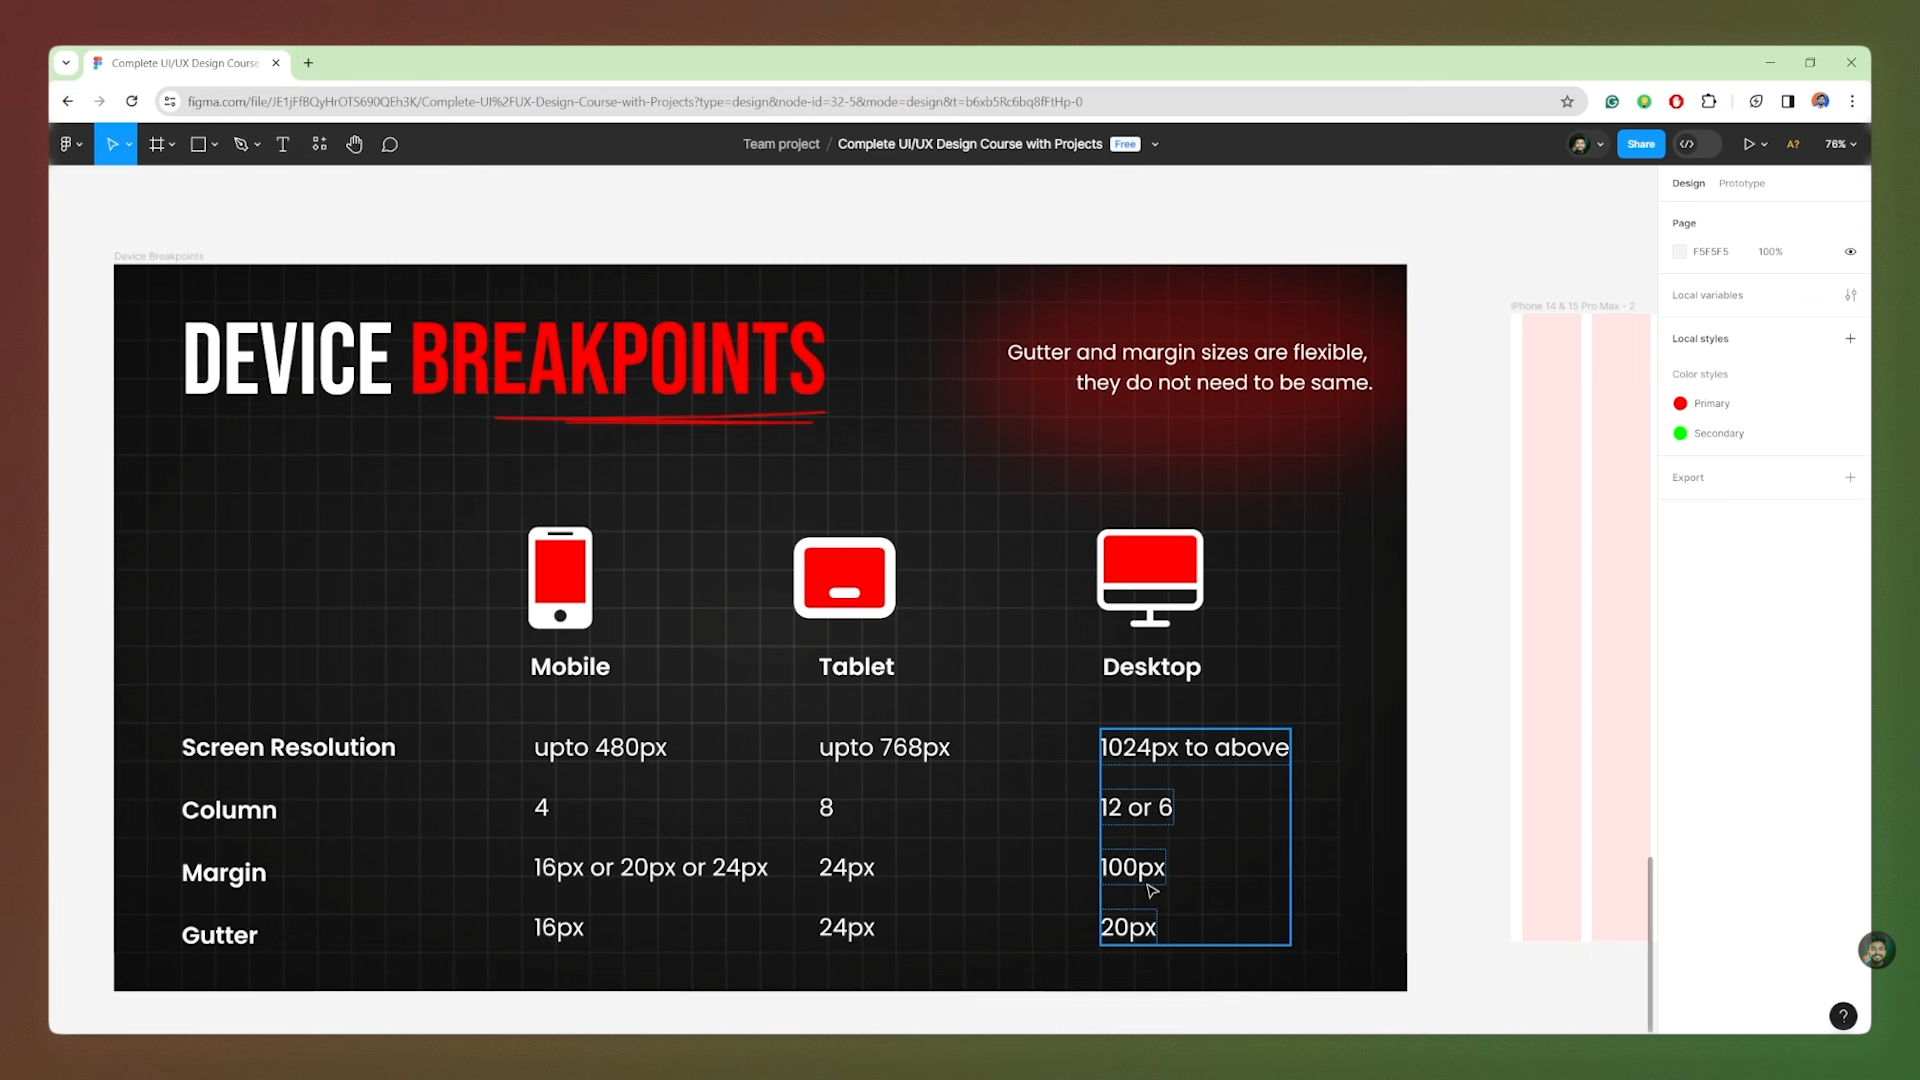 Complete UI/UX Design Course
figma.com/file/JE1jFfBQyHrOTS690QEh3K/Complete-UI%2FUX-Design-Course-with-Projects?type=design&node-id=32-5&mode=design&t=b6xb5Rc6bq8fFtHp-0
Team project / Complete UI/UX Design Course with Projects Free
Share
A?
76%
Design Prototype
Page
F5F5F5 100%
Local variables
Local styles
Color styles
Primary
Secondary
Export
Device Breakpoints
iPhone 14 & 15 Pro Max - 2
DEVICE BREAKPOINTS
Gutter and margin sizes are flexible,
they do not need to be same.
Mobile Tablet Desktop
Screen Resolution upto 480px upto 768px 1024px to above
Column 4 8 12 or 6
Margin 16px or 20px or 24px 24px 100px
Gutter 16px 24px 20px
?